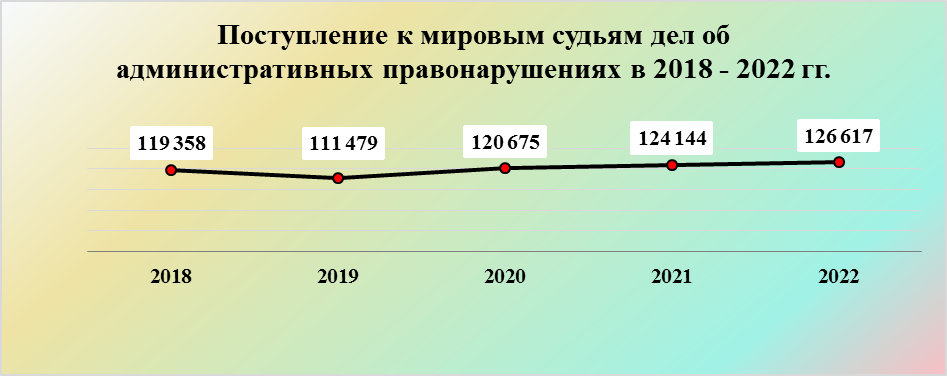 Поступление к мировым судьям дел об
административных правонарушениях в 2018 - 2022 гг.
119 358 111 479 120 675 124 144 126 617
2018 2019 2020 2021 2022